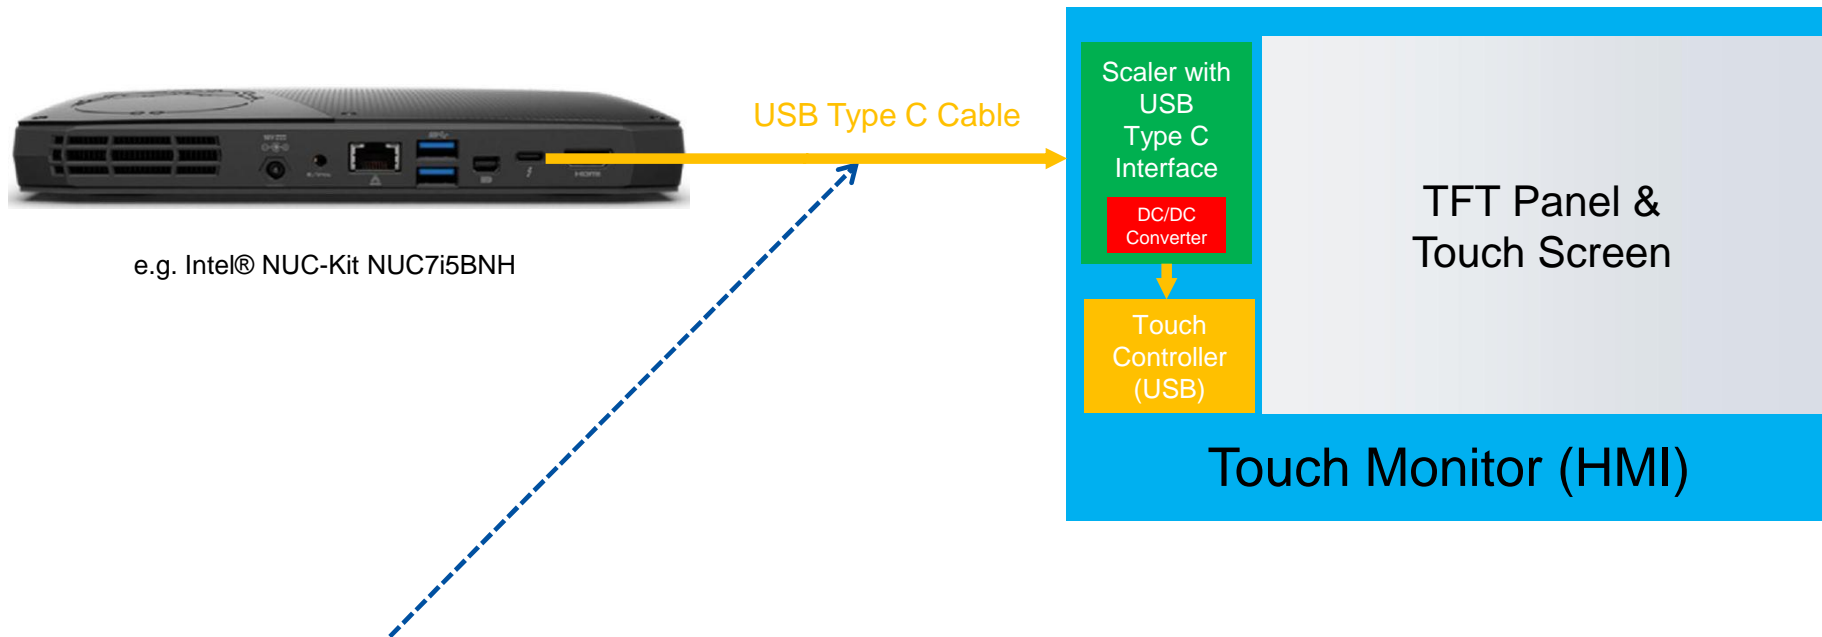 USB Type C Cable
e.g. Intel® NUC-Kit NUC7i5BNH
HDMI
Scaler with
USB
Type C
Interface
DC/DC
Converter
Touch
Controller
(USB)
TFT Panel &
Touch Screen
Touch Monitor (HMI)